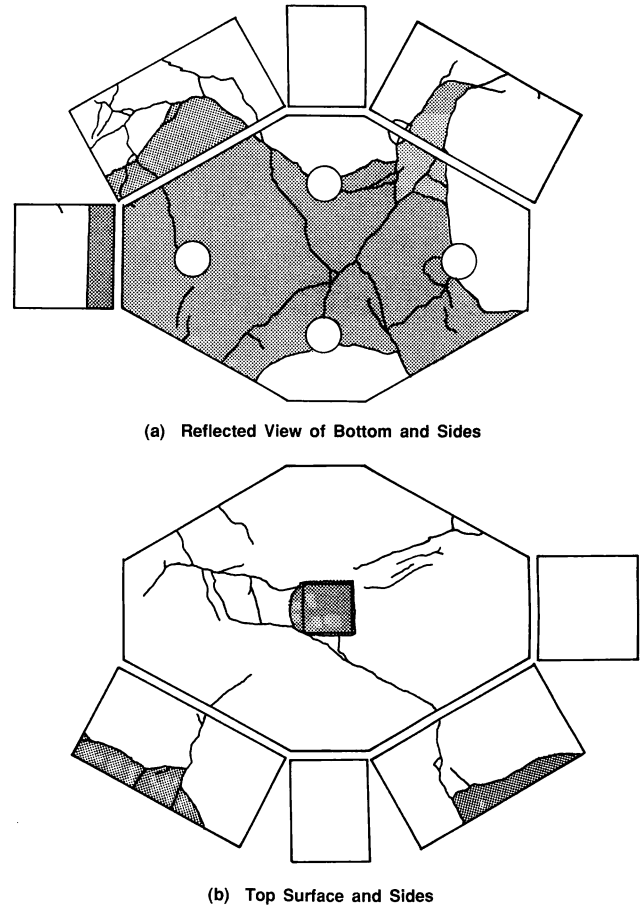 (a) Reflected View of Bottom and Sides
(b) Top Surface and Sides